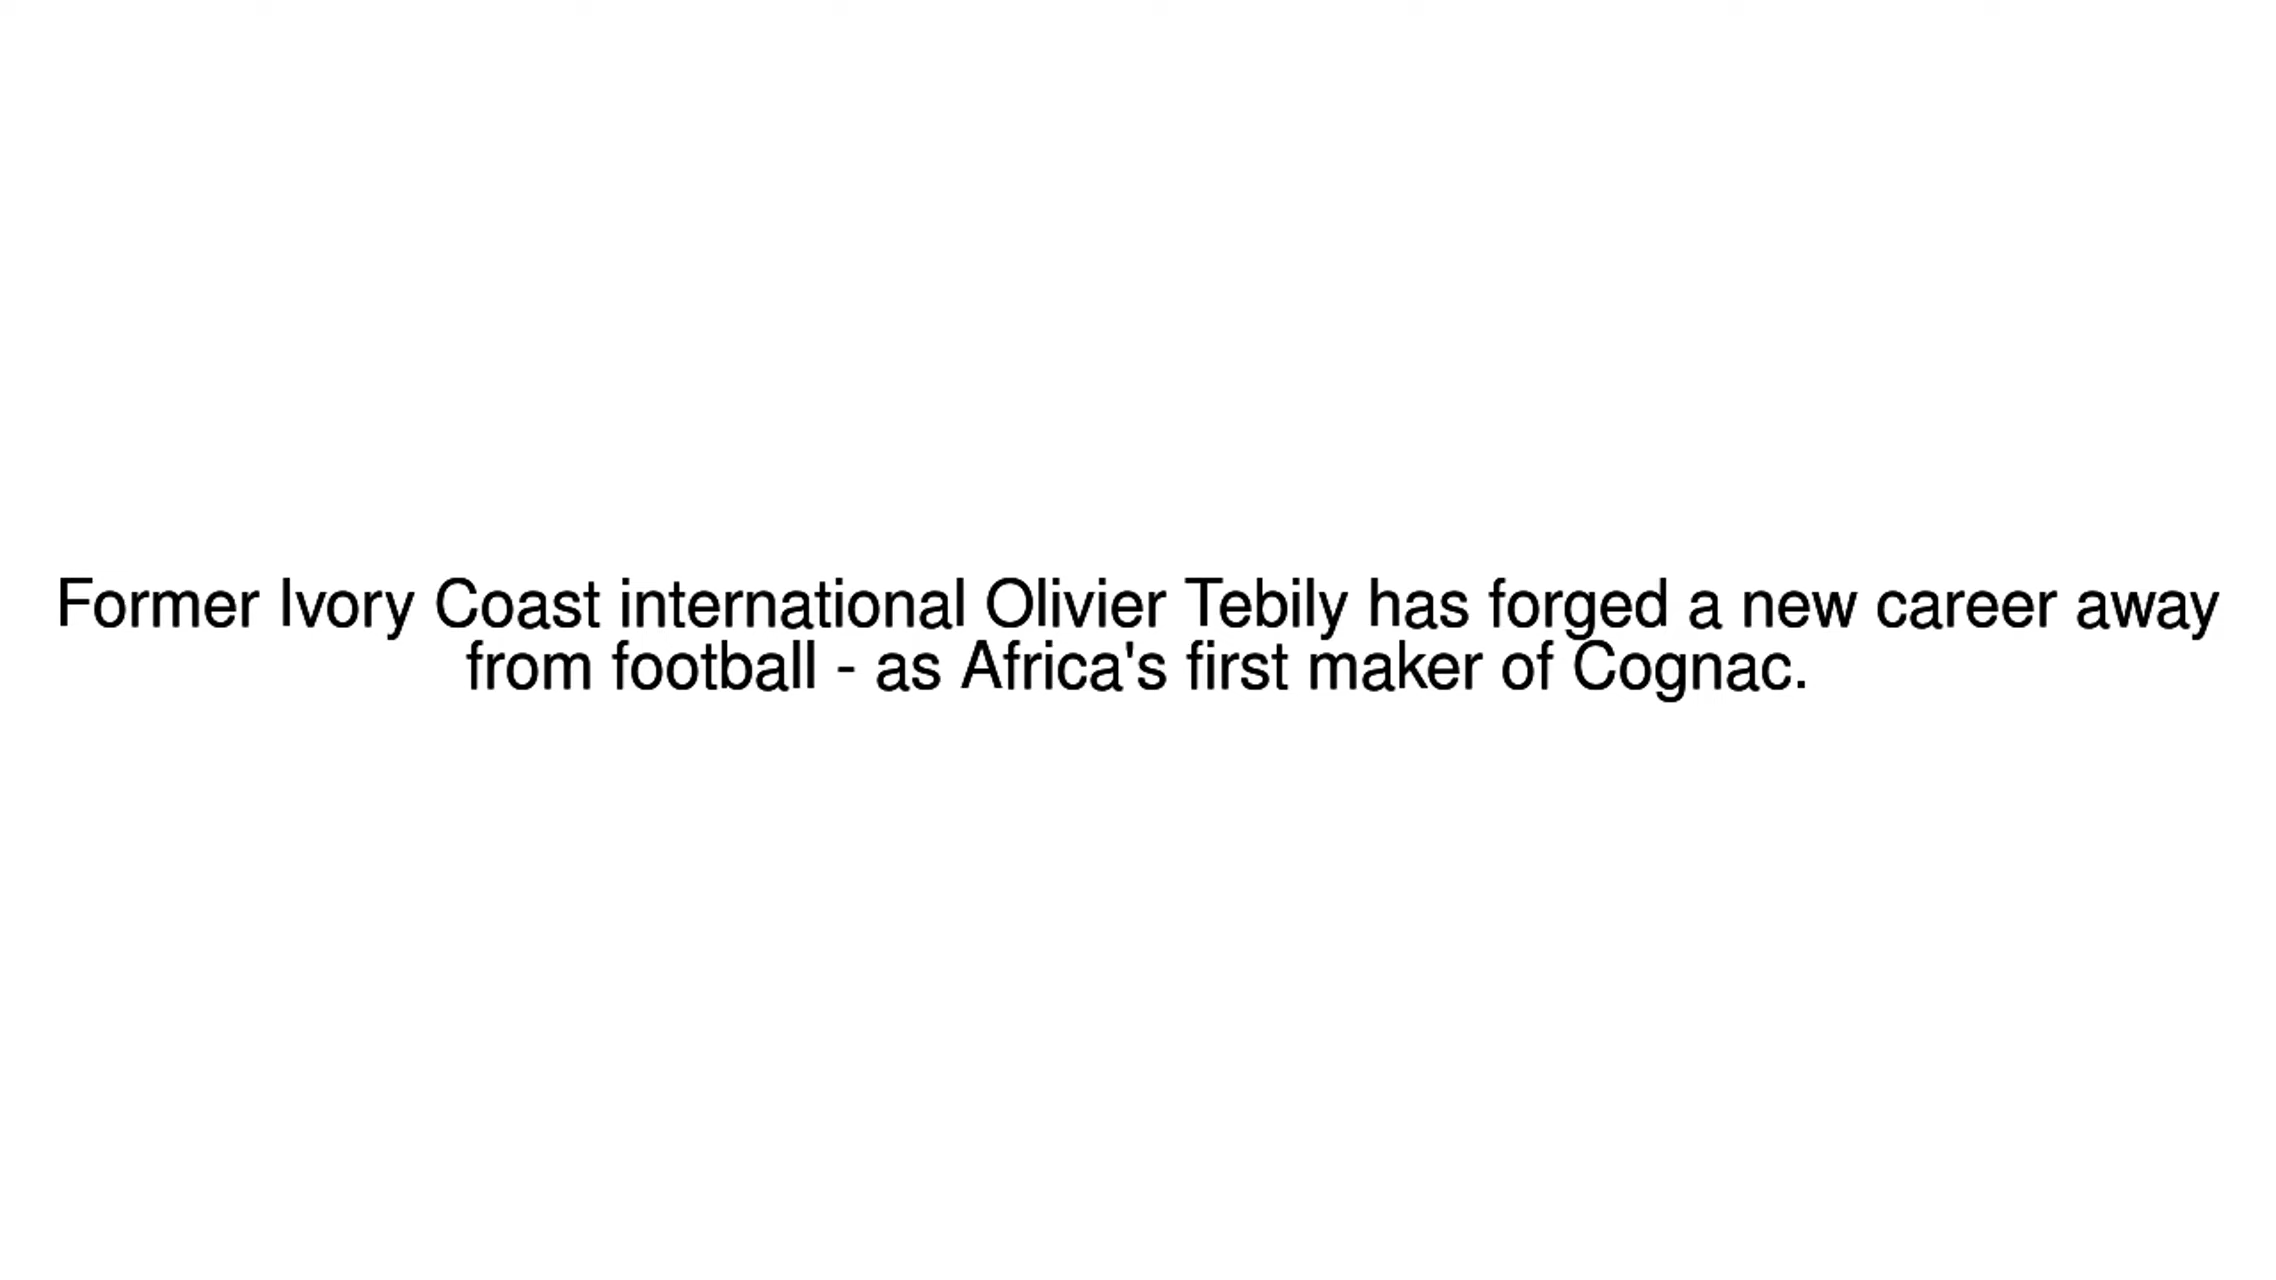 Former Ivory Coast international Olivier Tebily has forged a new career away
from football - as Africa's first maker of Cognac.